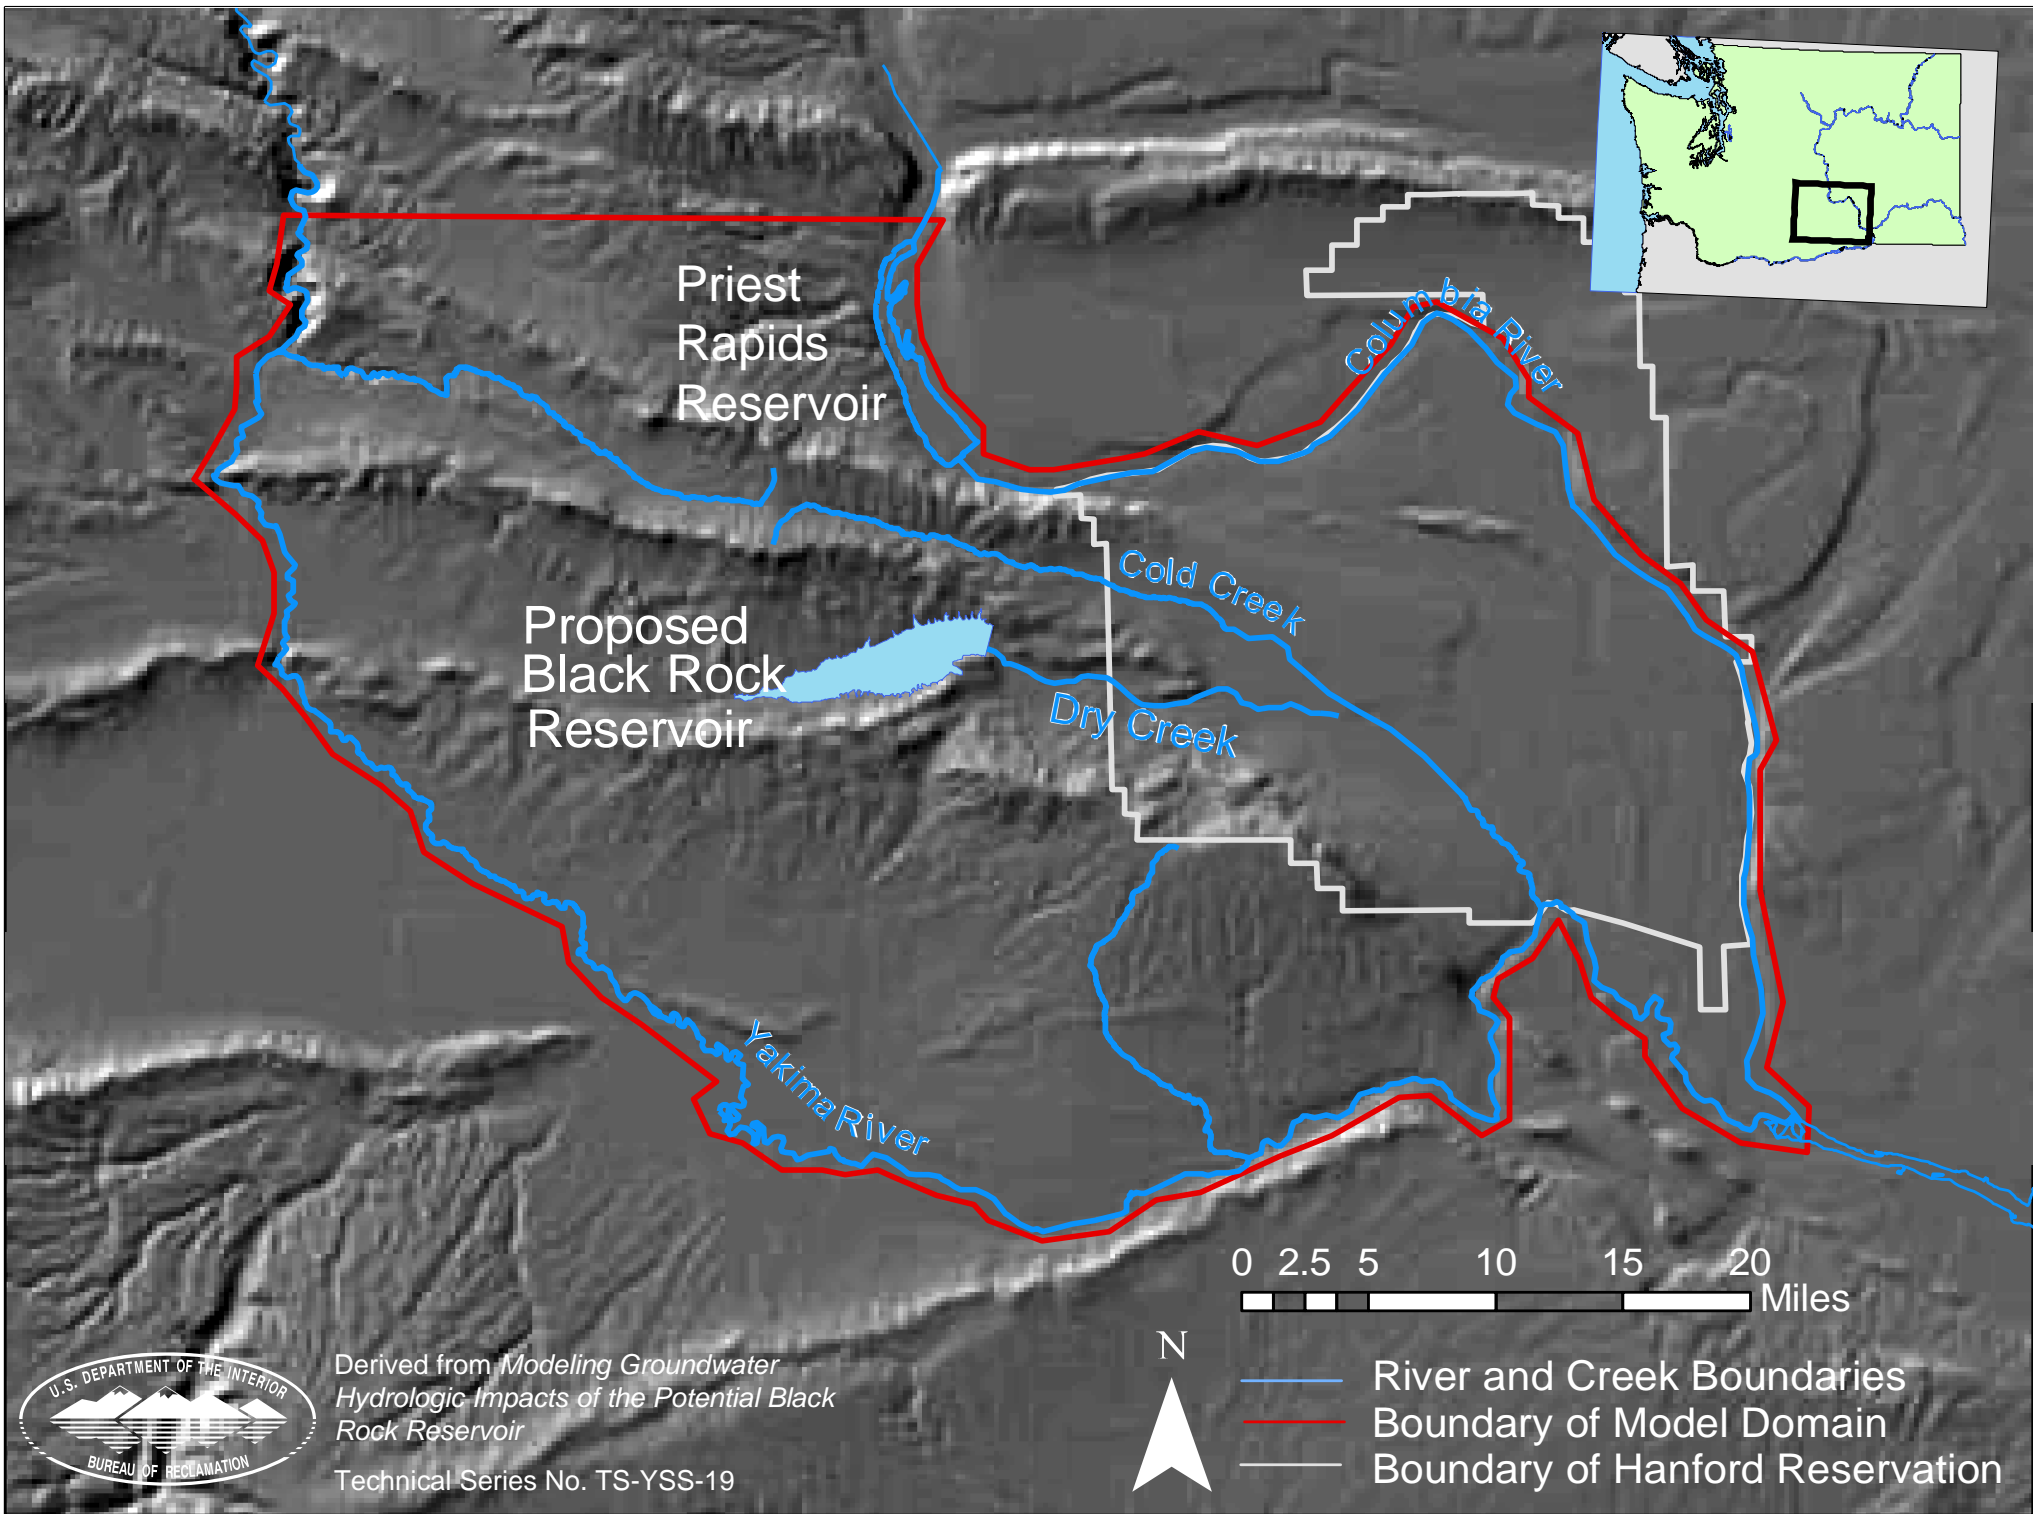 Priest
Rapids
Reservoir
Columbia River
Cold Creek
Proposed
Black Rock
Reservoir
Dry Creek
Yakima River
0 2.5 5 10 15 20
Miles
N
River and Creek Boundaries
Boundary of Model Domain
Boundary of Hanford Reservation
U.S. DEPARTMENT OF THE INTERIOR
BUREAU OF RECLAMATION
Derived from Modeling Groundwater
Hydrologic Impacts of the Potential Black
Rock Reservoir
Technical Series No. TS-YSS-19